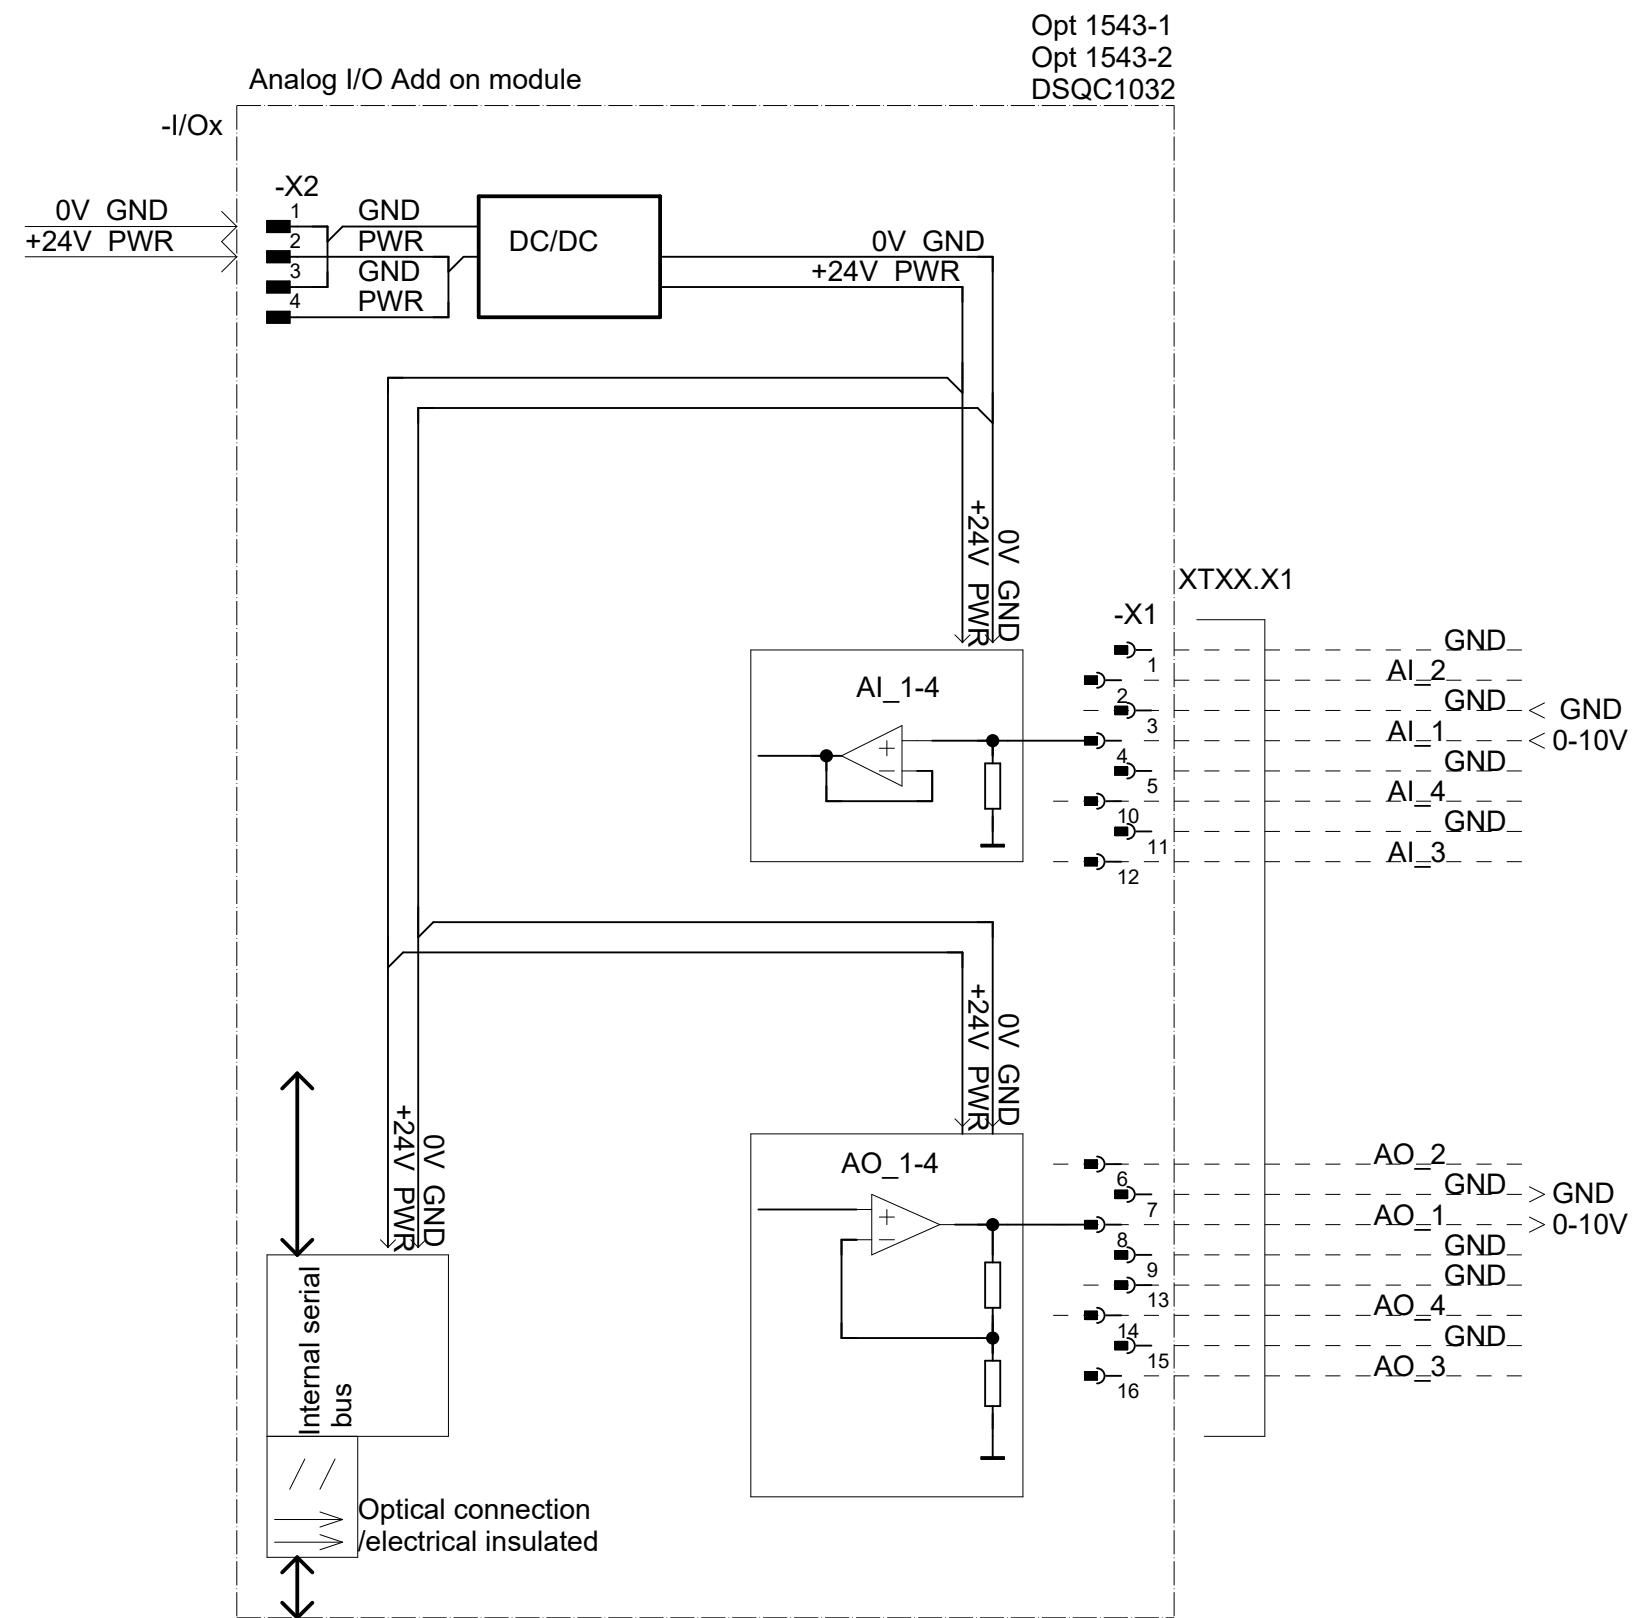 Opt 1543-1
Opt 1543-2
DSQC1032
Analog I/O Add on module
-I/Ox
-X2
0V GND
+24V PWR
1
2
3
4
GND
PWR
GND
PWR
DC/DC
0V GND
+24V PWR
+24V PWR
0V GND
XTXX.X1
-X1
AI_1-4
+
−
1
2
3
4
5
10
11
12
GND
AI_2
GND
AI_1
GND
AI_4
GND
AI_3
GND
0-10V
+24V PWR
0V GND
+24V PWR
0V GND
AO_1-4
+
−
6
7
8
9
13
14
15
16
AO_2
GND
AO_1
GND
GND
AO_4
GND
AO_3
GND
0-10V
Internal serial
bus
Optical connection
/electrical insulated